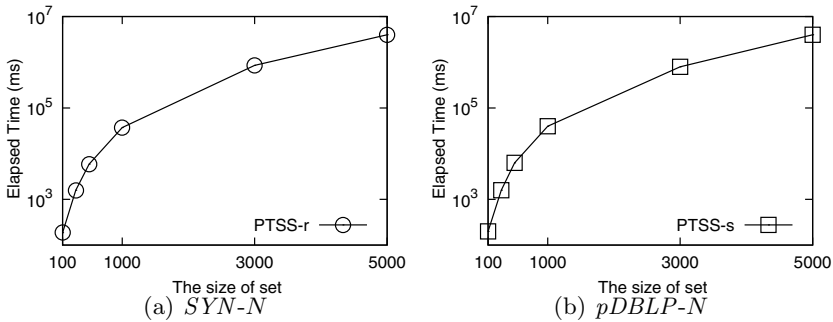 10^7
10^5
10^3
Elapsed Time (ms)
PTSS-r
100 1000 3000 5000
The size of set
(a) SYN-N
10^7
10^5
10^3
Elapsed Time (ms)
PTSS-s
100 1000 3000 5000
The size of set
(b) pDBLP-N